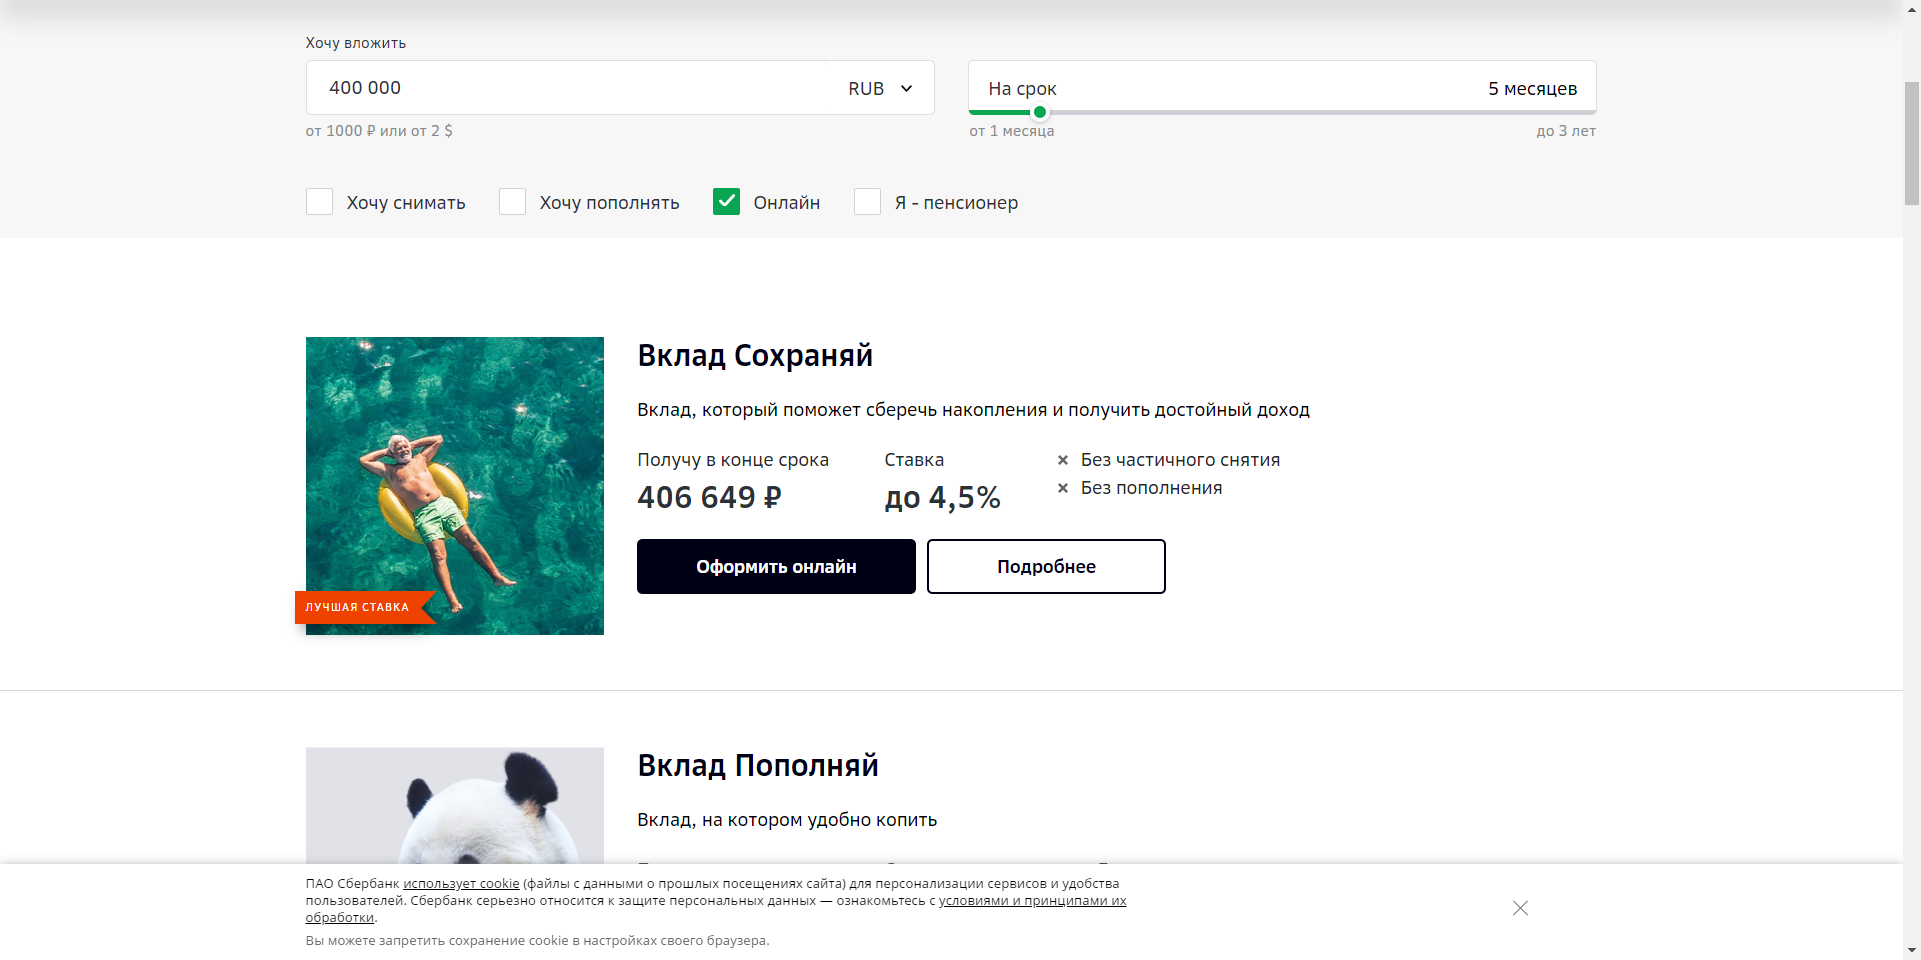 Хочу вложить
400 000 RUB
от 1000 ₽ или от 2 $
На срок 5 месяцев
от 1 месяца до 3 лет
Хочу снимать Хочу пополнять Онлайн Я - пенсионер
Вклад Сохраняй
Вклад, который поможет сберечь накопления и получить достойный доход
Получу в конце срока
406 649 ₽
Ставка
до 4,5%
Без частичного снятия
Без пополнения
Оформить онлайн
Подробнее
ЛУЧШАЯ СТАВКА
Вклад Пополняй
Вклад, на котором удобно копить
ПАО Сбербанк использует cookie (файлы с данными о прошлых посещениях сайта) для персонализации сервисов и удобства
пользователей. Сбербанк серьезно относится к защите персональных данных — ознакомьтесь с условиями и принципами их
обработки.
Вы можете запретить сохранение cookie в настройках своего браузера.